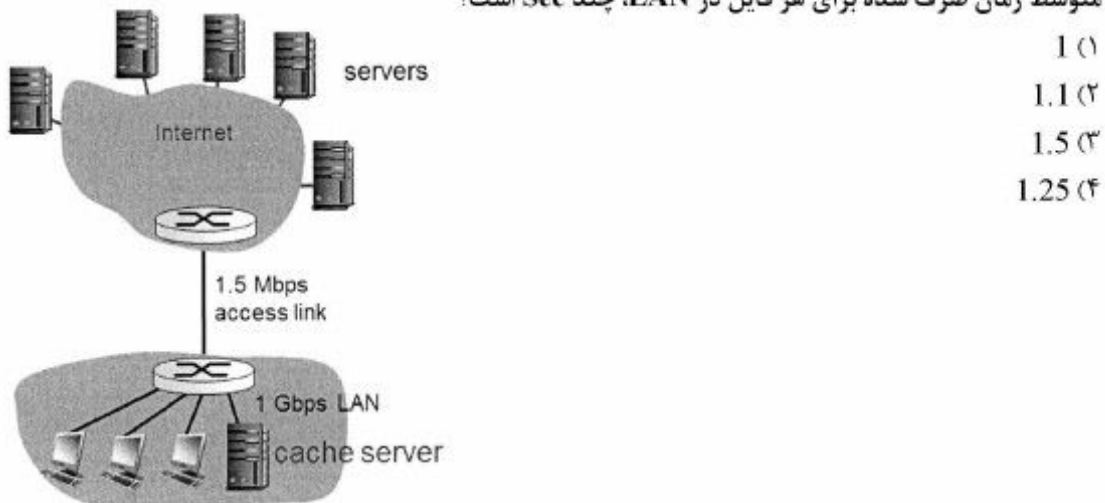 متوسط زمان صرف شده برای هر فایل در LAN، چند Sec است؟
۱) 1
۲) 1.1
۳) 1.5
۴) 1.25
servers
Internet
1.5 Mbps
access link
1 Gbps LAN
cache server